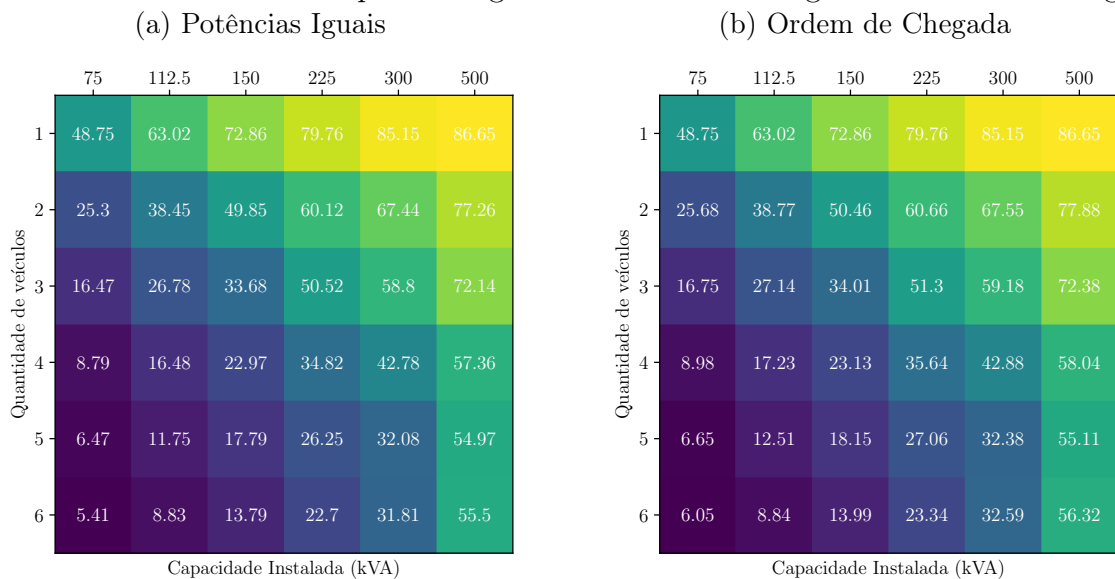 (a) Potências Iguais
75 112.5 150 225 300 500
Quantidade de veículos
1 48.75 63.02 72.86 79.76 85.15 86.65
2 25.3 38.45 49.85 60.12 67.44 77.26
3 16.47 26.78 33.68 50.52 58.8 72.14
4 8.79 16.48 22.97 34.82 42.78 57.36
5 6.47 11.75 17.79 26.25 32.08 54.97
6 5.41 8.83 13.79 22.7 31.81 55.5
Capacidade Instalada (kVA)
(b) Ordem de Chegada
75 112.5 150 225 300 500
Quantidade de veículos
1 48.75 63.02 72.86 79.76 85.15 86.65
2 25.68 38.77 50.46 60.66 67.55 77.88
3 16.75 27.14 34.01 51.3 59.18 72.38
4 8.98 17.23 23.13 35.64 42.88 58.04
5 6.65 12.51 18.15 27.06 32.38 55.11
6 6.05 8.84 13.99 23.34 32.59 56.32
Capacidade Instalada (kVA)